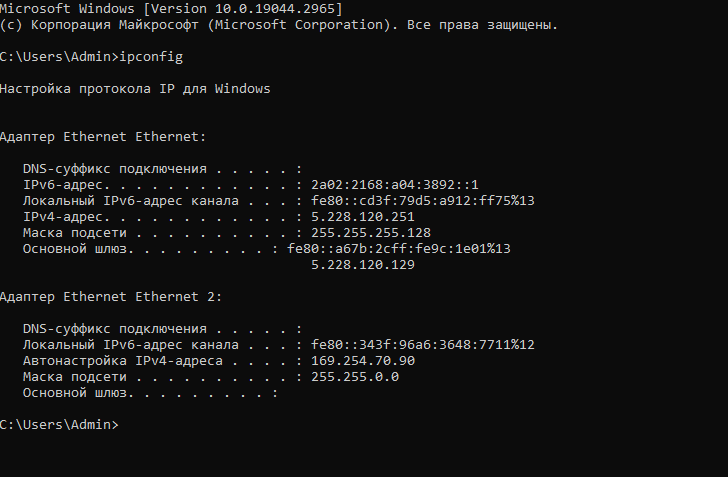 Microsoft Windows [Version 10.0.19044.2965]
(c) Корпорация Майкрософт (Microsoft Corporation). Все права защищены.
C:\Users\Admin>ipconfig
Настройка протокола IP для Windows
Адаптер Ethernet Ethernet:
DNS-суффикс подключения . . . . . :
IPv6-адрес. . . . . . . . . . . . : 2a02:2168:a04:3892::1
Локальный IPv6-адрес канала . . . : fe80::cd3f:79d5:a912:ff75%13
IPv4-адрес. . . . . . . . . . . . : 5.228.120.251
Маска подсети . . . . . . . . . . : 255.255.255.128
Основной шлюз. . . . . . . . . : fe80::a67b:2cff:fe9c:1e01%13
5.228.120.129
Адаптер Ethernet Ethernet 2:
DNS-суффикс подключения . . . . . :
Локальный IPv6-адрес канала . . . : fe80::343f:96a6:3648:7711%12
Автонастройка IPv4-адреса . . . . : 169.254.70.90
Маска подсети . . . . . . . . . . : 255.255.0.0
Основной шлюз. . . . . . . . . :
C:\Users\Admin>